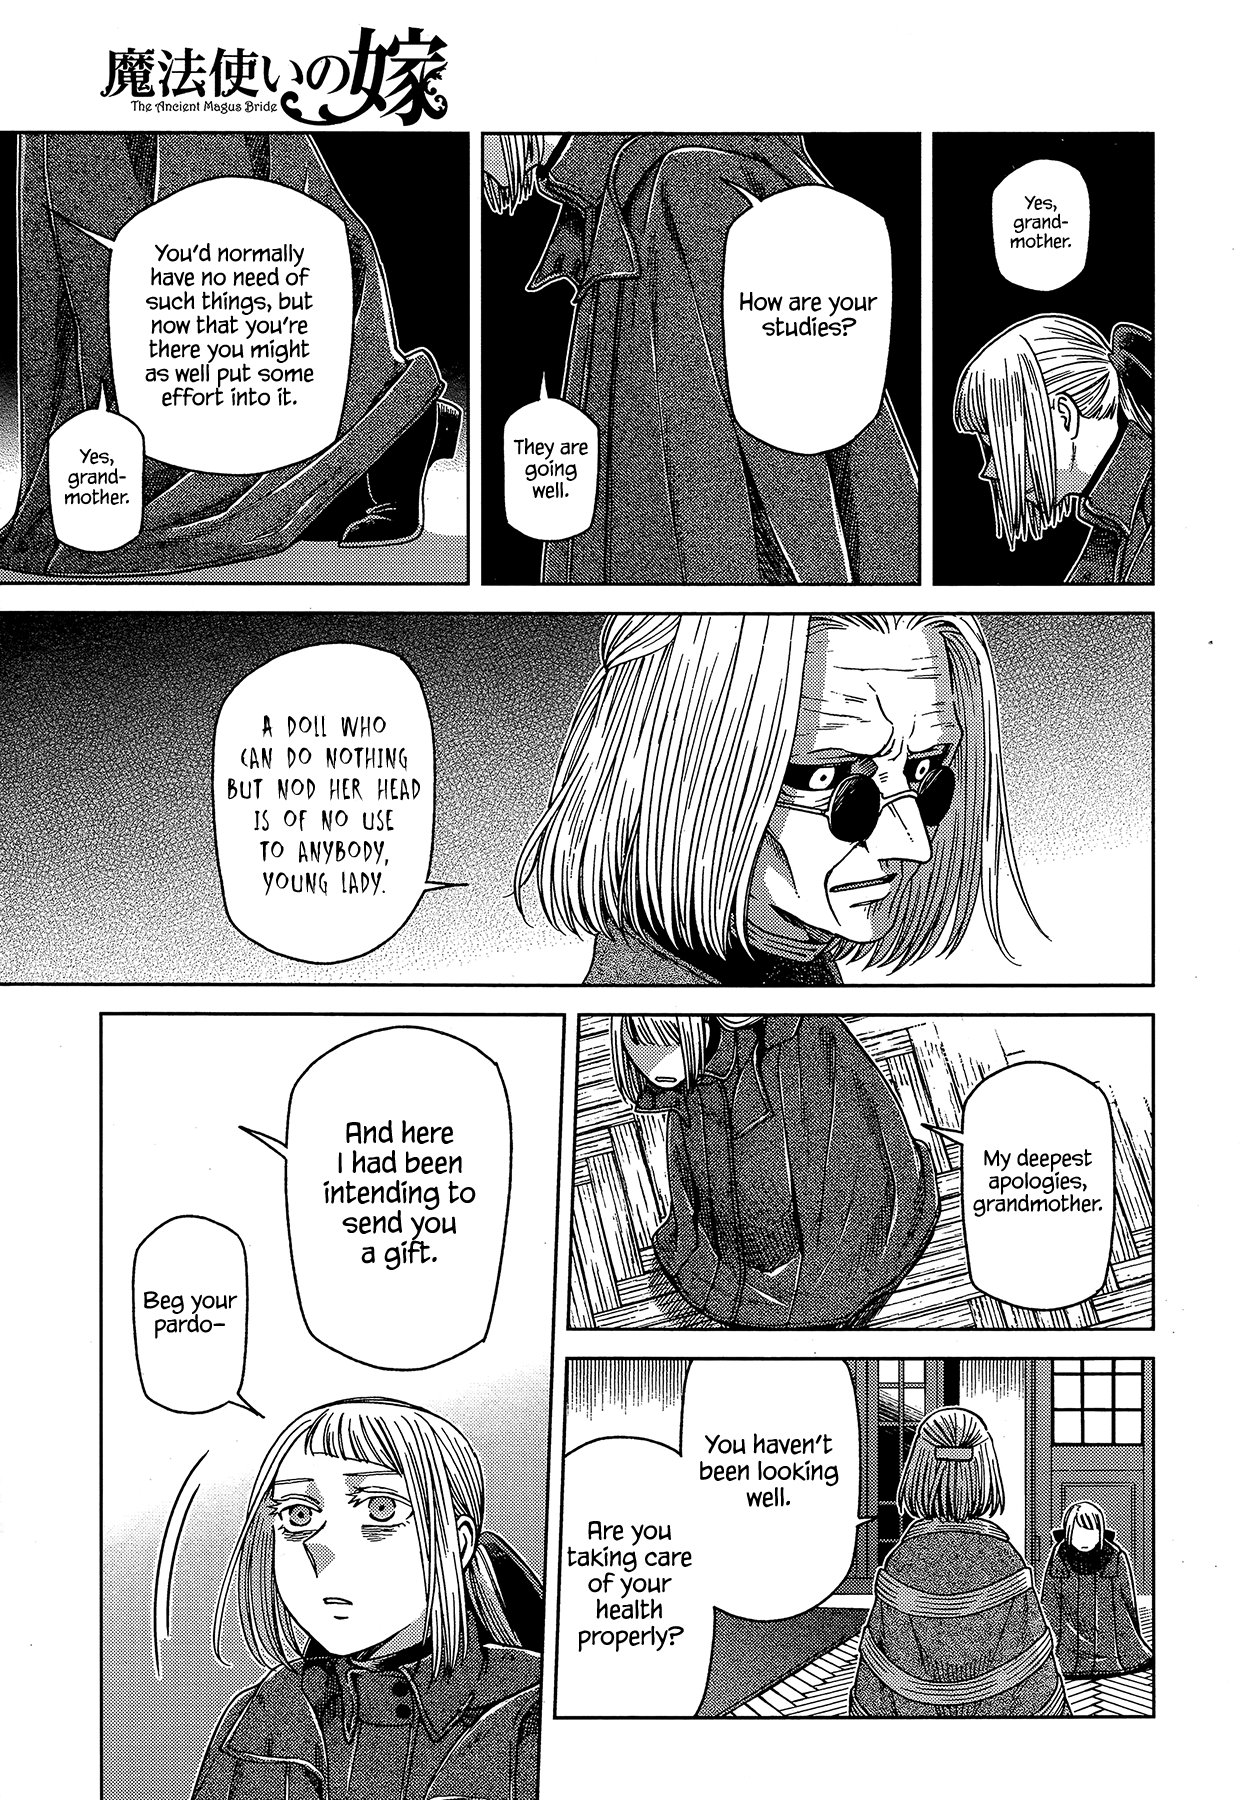 魔法使いの嫁
The Ancient Magus Bride
Yes,
grand-
mother.
How are your
studies?
They are
going
well.
You'd normally
have no need of
such things, but
now that you're
there you might
as well put some
effort into it.
Yes,
grand-
mother.
A DOLL WHO
CAN DO NOTHING
BUT NOD HER HEAD
IS OF NO USE
TO ANYBODY,
YOUNG LADY.
My deepest
apologies,
grandmother.
You haven't
been looking
well.
Are you
taking care
of your
health
properly?
And here
I had been
intending to
send you
a gift.
Beg your
pardo-